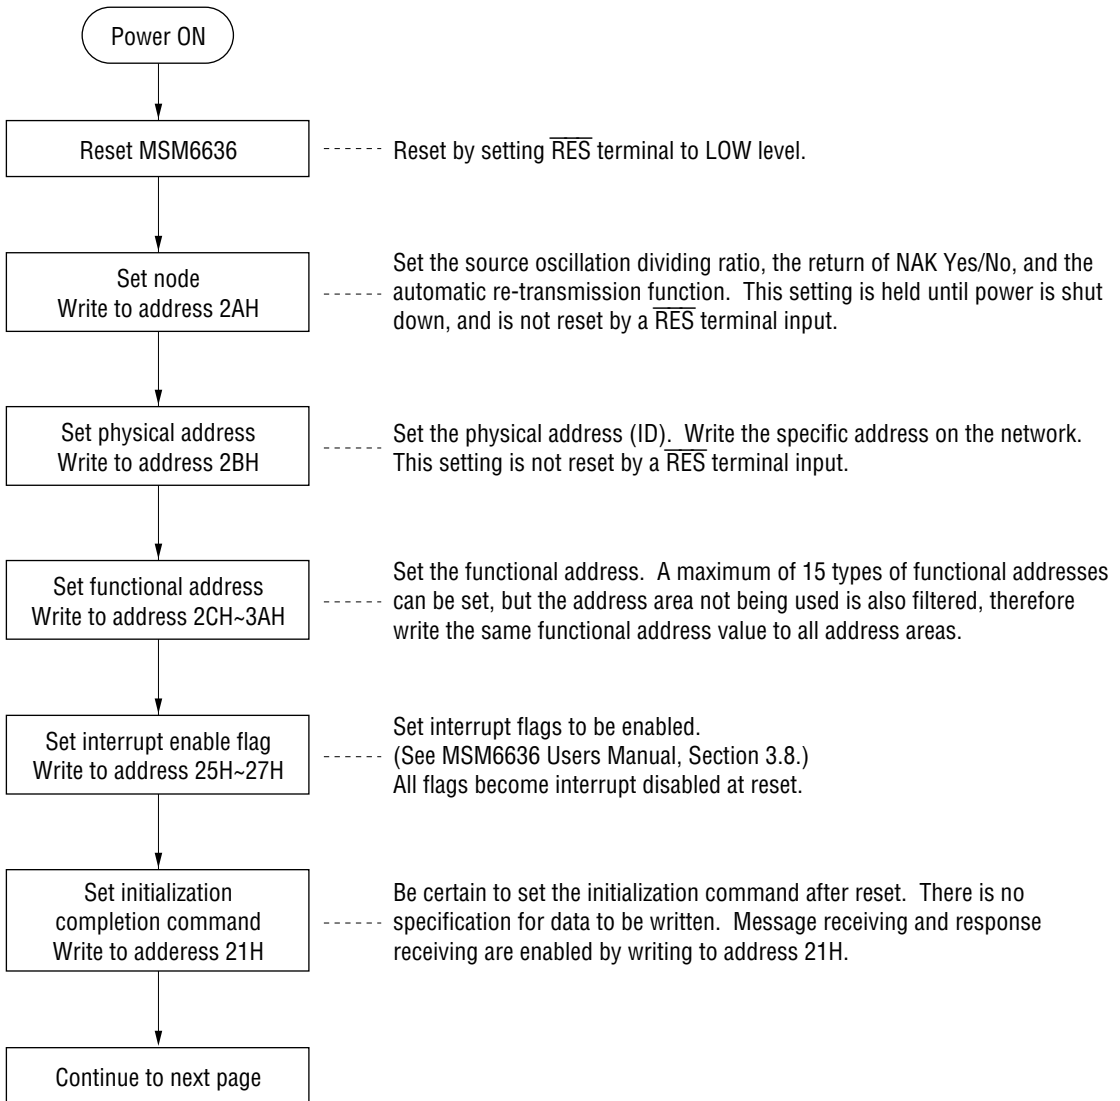 Power ON
Reset MSM6636
Reset by setting R̅E̅S̅ terminal to LOW level.
Set node
Write to address 2AH
Set the source oscillation dividing ratio, the return of NAK Yes/No, and the
automatic re-transmission function. This setting is held until power is shut
down, and is not reset by a R̅E̅S̅ terminal input.
Set physical address
Write to address 2BH
Set the physical address (ID). Write the specific address on the network.
This setting is not reset by a R̅E̅S̅ terminal input.
Set functional address
Write to address 2CH~3AH
Set the functional address. A maximum of 15 types of functional addresses
can be set, but the address area not being used is also filtered, therefore
write the same functional address value to all address areas.
Set interrupt enable flag
Write to address 25H~27H
Set interrupt flags to be enabled.
(See MSM6636 Users Manual, Section 3.8.)
All flags become interrupt disabled at reset.
Set initialization
completion command
Write to adderess 21H
Be certain to set the initialization command after reset. There is no
specification for data to be written. Message receiving and response
receiving are enabled by writing to address 21H.
Continue to next page